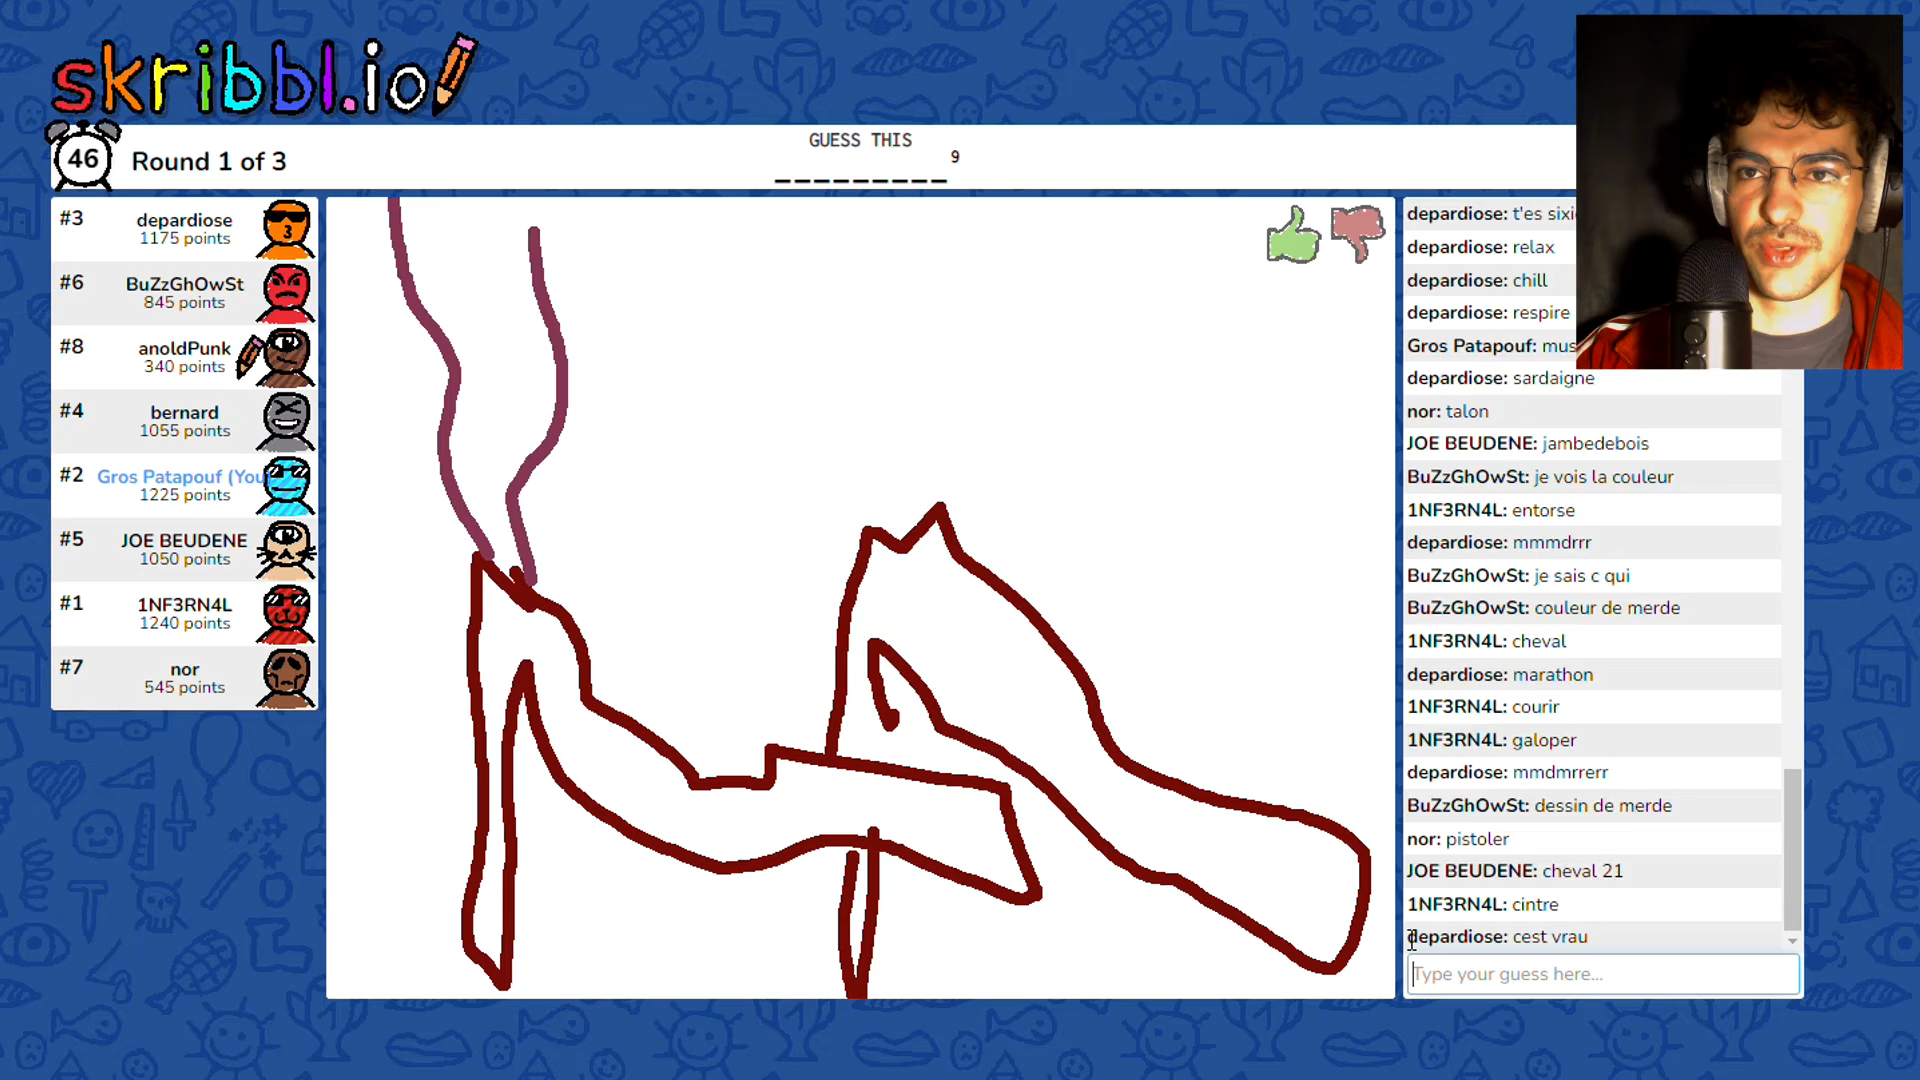 skribbl.io
46
Round 1 of 3
GUESS THIS
_________ 9
#3 depardiose
1175 points
#6 BuZzGhOwSt
845 points
#8 anoldPunk
340 points
#4 bernard
1055 points
#2 Gros Patapouf (You
1225 points
#5 JOE BEUDENE
1050 points
#1 1NF3RN4L
1240 points
#7 nor
545 points
depardiose: t'es sixi
depardiose: relax
depardiose: chill
depardiose: respire
Gros Patapouf: mus
depardiose: sardaigne
nor: talon
JOE BEUDENE: jambedebois
BuZzGhOwSt: je vois la couleur
1NF3RN4L: entorse
depardiose: mmmdrrr
BuZzGhOwSt: je sais c qui
BuZzGhOwSt: couleur de merde
1NF3RN4L: cheval
depardiose: marathon
1NF3RN4L: courir
1NF3RN4L: galoper
depardiose: mmdmrrerr
BuZzGhOwSt: dessin de merde
nor: pistoler
JOE BEUDENE: cheval 21
1NF3RN4L: cintre
depardiose: cest vrau
Type your guess here...